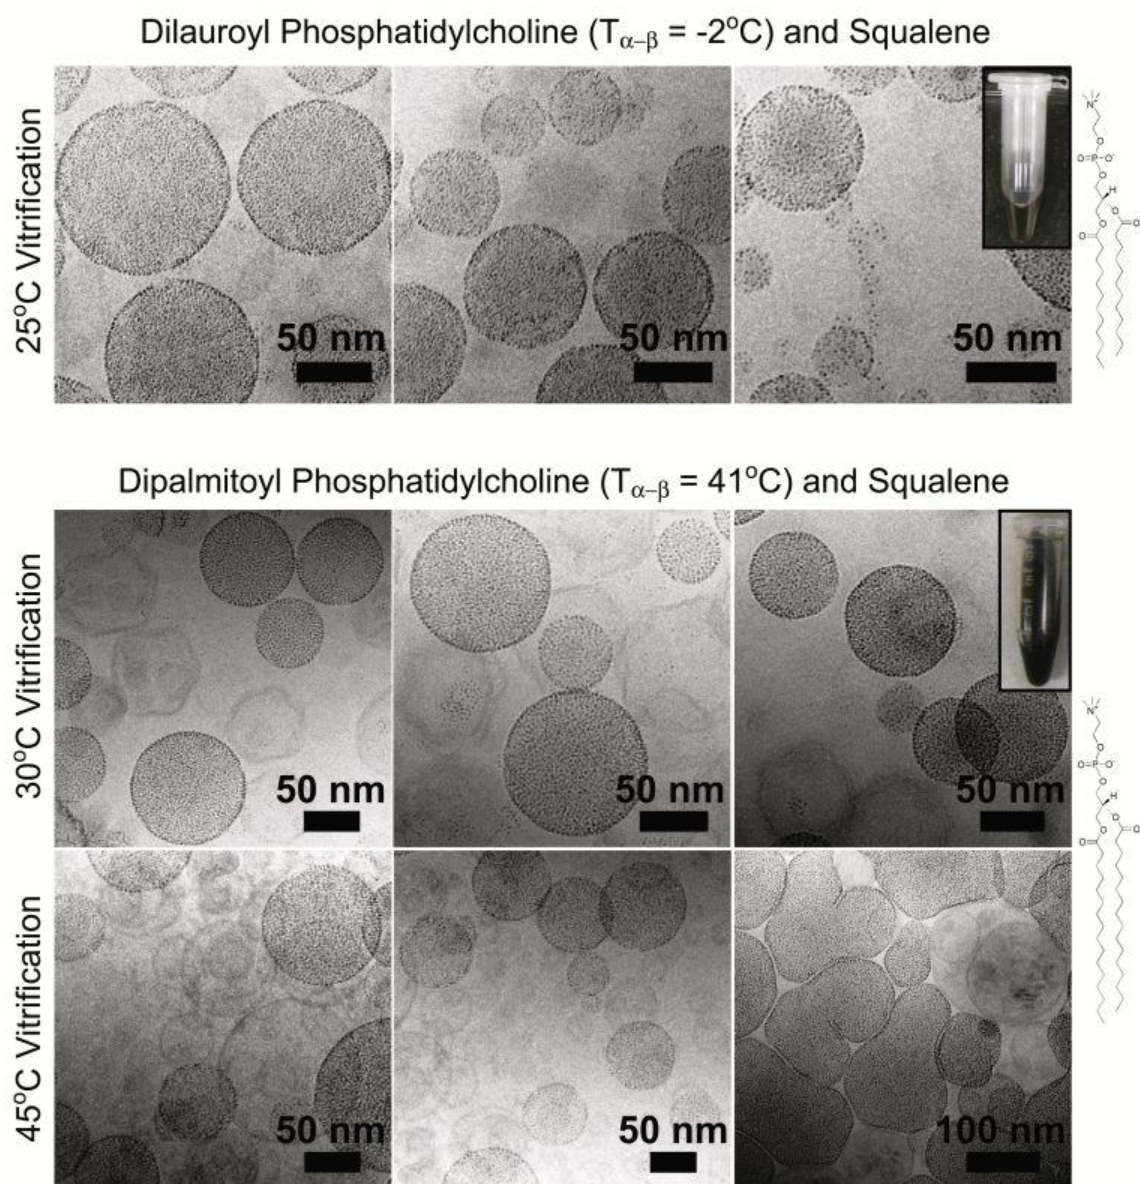 Dilauroyl Phosphatidylcholine (Tα–β = -2°C) and Squalene
25°C Vitrification
50 nm
50 nm
50 nm
N
O
O=P–O⁻
O
H
O
O
O
O
Dipalmitoyl Phosphatidylcholine (Tα–β = 41°C) and Squalene
30°C Vitrification
50 nm
50 nm
50 nm
N
O
O=P–O⁻
O
H
O
O
O
O
45°C Vitrification
50 nm
50 nm
100 nm